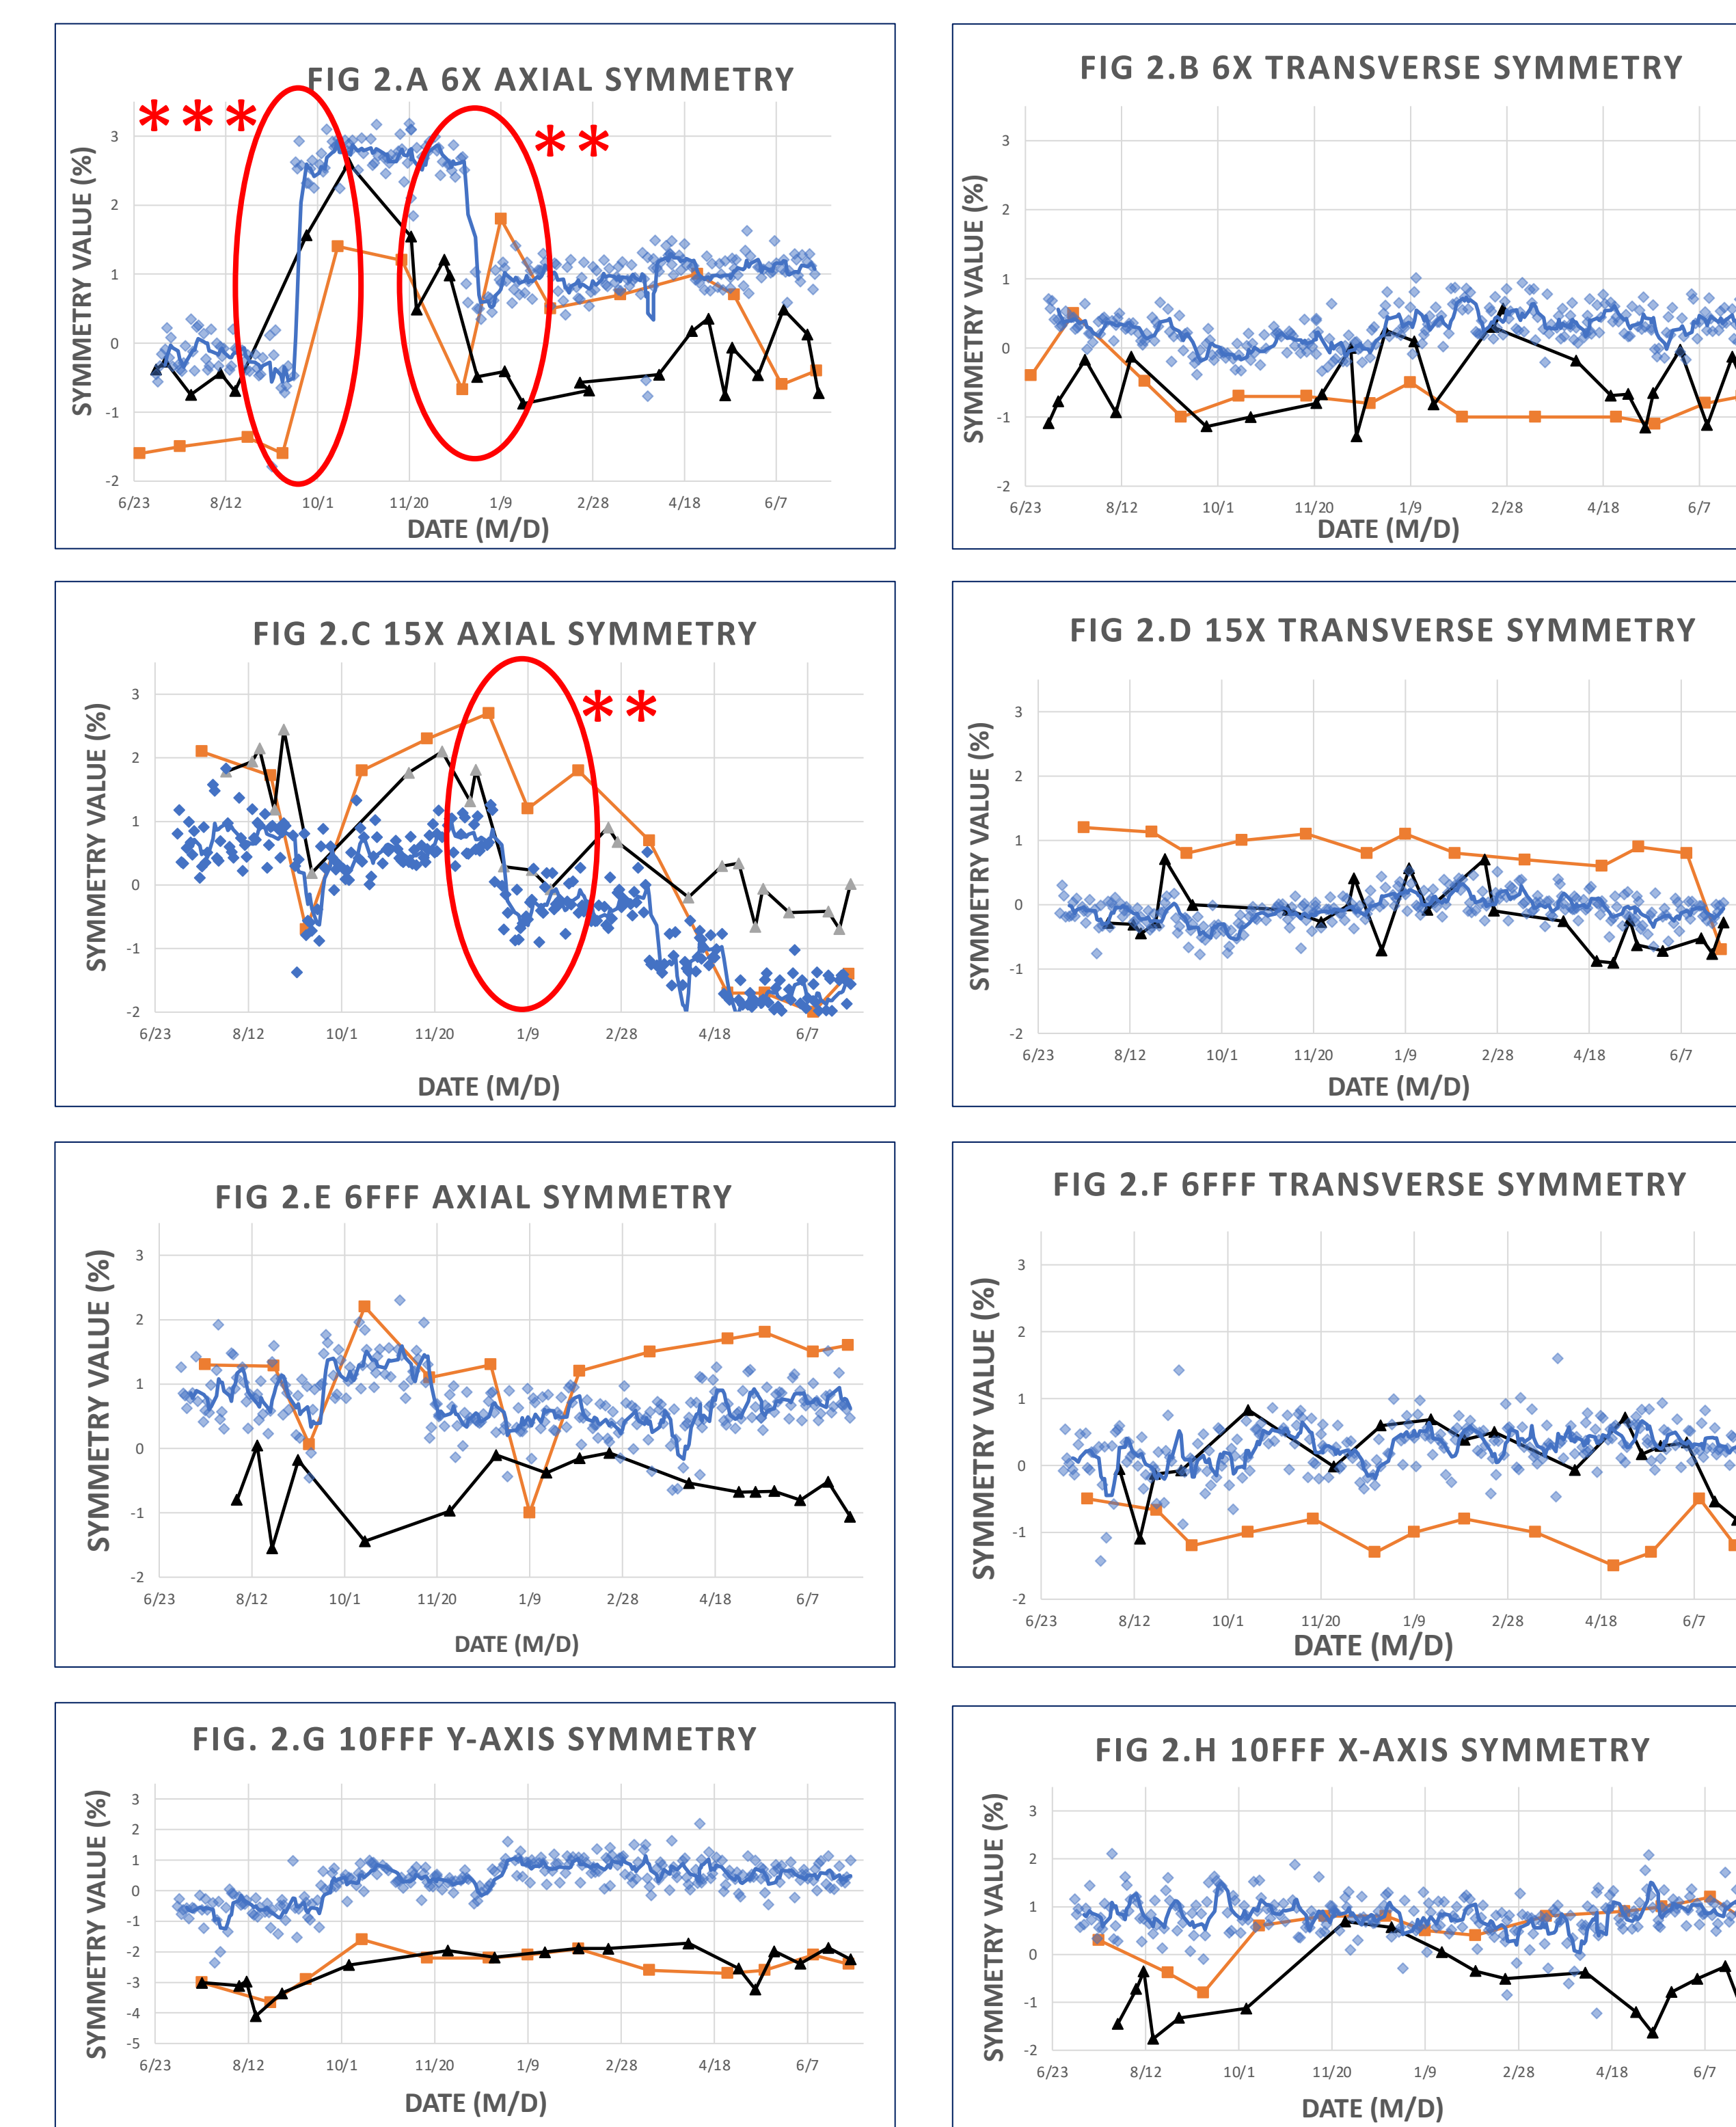 FIG 2.A 6X AXIAL SYMMETRY
***
**
SYMMETRY VALUE (%)
3
2
1
0
-1
-2
6/23 8/12 10/1 11/20 1/9 2/28 4/18 6/7
DATE (M/D)
FIG 2.B 6X TRANSVERSE SYMMETRY
SYMMETRY VALUE (%)
3
2
1
0
-1
-2
6/23 8/12 10/1 11/20 1/9 2/28 4/18 6/7
DATE (M/D)
FIG 2.C 15X AXIAL SYMMETRY
**
SYMMETRY VALUE (%)
3
2
1
0
-1
-2
6/23 8/12 10/1 11/20 1/9 2/28 4/18 6/7
DATE (M/D)
FIG 2.D 15X TRANSVERSE SYMMETRY
SYMMETRY VALUE (%)
3
2
1
0
-1
-2
6/23 8/12 10/1 11/20 1/9 2/28 4/18 6/7
DATE (M/D)
FIG 2.E 6FFF AXIAL SYMMETRY
SYMMETRY VALUE (%)
3
2
1
0
-1
-2
6/23 8/12 10/1 11/20 1/9 2/28 4/18 6/7
DATE (M/D)
FIG 2.F 6FFF TRANSVERSE SYMMETRY
SYMMETRY VALUE (%)
3
2
1
0
-1
-2
6/23 8/12 10/1 11/20 1/9 2/28 4/18 6/7
DATE (M/D)
FIG. 2.G 10FFF Y-AXIS SYMMETRY
SYMMETRY VALUE (%)
3
2
1
0
-1
-2
-3
-4
-5
6/23 8/12 10/1 11/20 1/9 2/28 4/18 6/7
DATE (M/D)
FIG 2.H 10FFF X-AXIS SYMMETRY
SYMMETRY VALUE (%)
3
2
1
0
-1
-2
6/23 8/12 10/1 11/20 1/9 2/28 4/18 6/7
DATE (M/D)